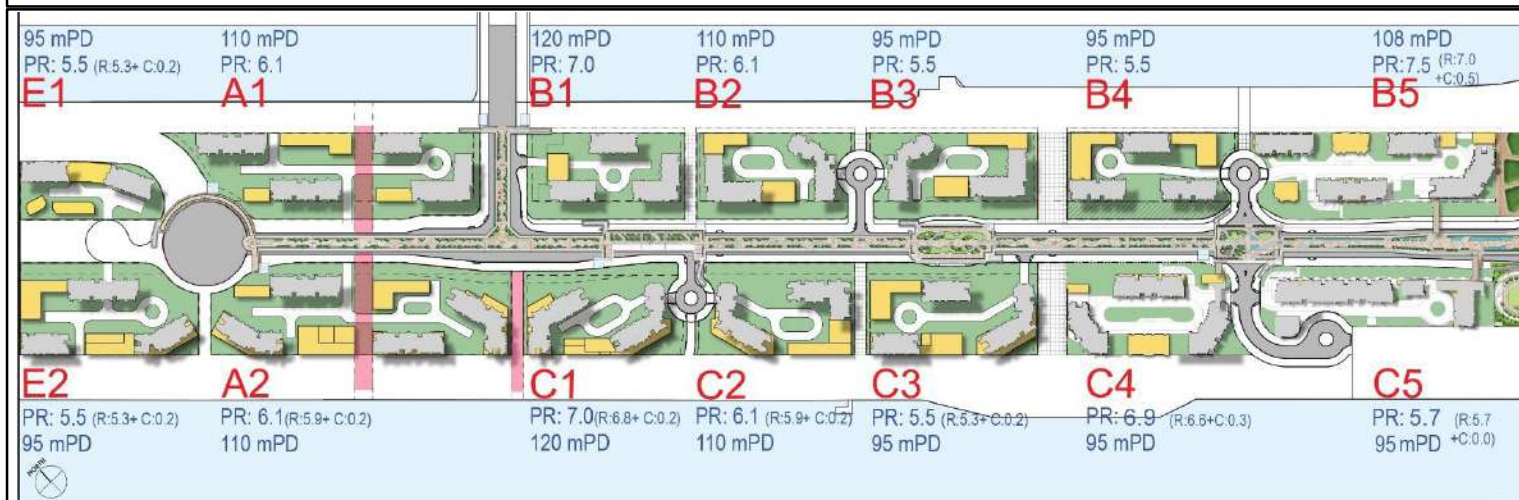 95 mPD
PR: 5.5 (R:5.3+ C:0.2)
E1
110 mPD
PR: 6.1
A1
120 mPD
PR: 7.0
B1
110 mPD
PR: 6.1
B2
95 mPD
PR: 5.5
B3
95 mPD
PR: 5.5
B4
108 mPD
PR: 7.5 (R:7.0
+C:0.5)
B5
E2
PR: 5.5 (R:5.3+ C:0.2)
95 mPD
A2
PR: 6.1(R:5.9+ C:0.2)
110 mPD
C1
PR: 7.0(R:6.8+ C:0.2)
120 mPD
C2
PR: 6.1 (R:5.9+ C:0.2)
110 mPD
C3
PR: 5.5 (R:5.3+ C:0.2)
95 mPD
C4
PR: 6.9 (R:6.6+C:0.3)
95 mPD
C5
PR: 5.7 (R:5.7
+C:0.0)
95 mPD
NORTH